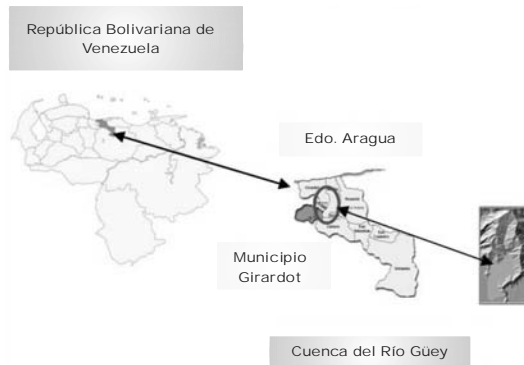 República Bolivariana de
Venezuela
Edo. Aragua
Municipio
Girardot
Cuenca del Río Güey